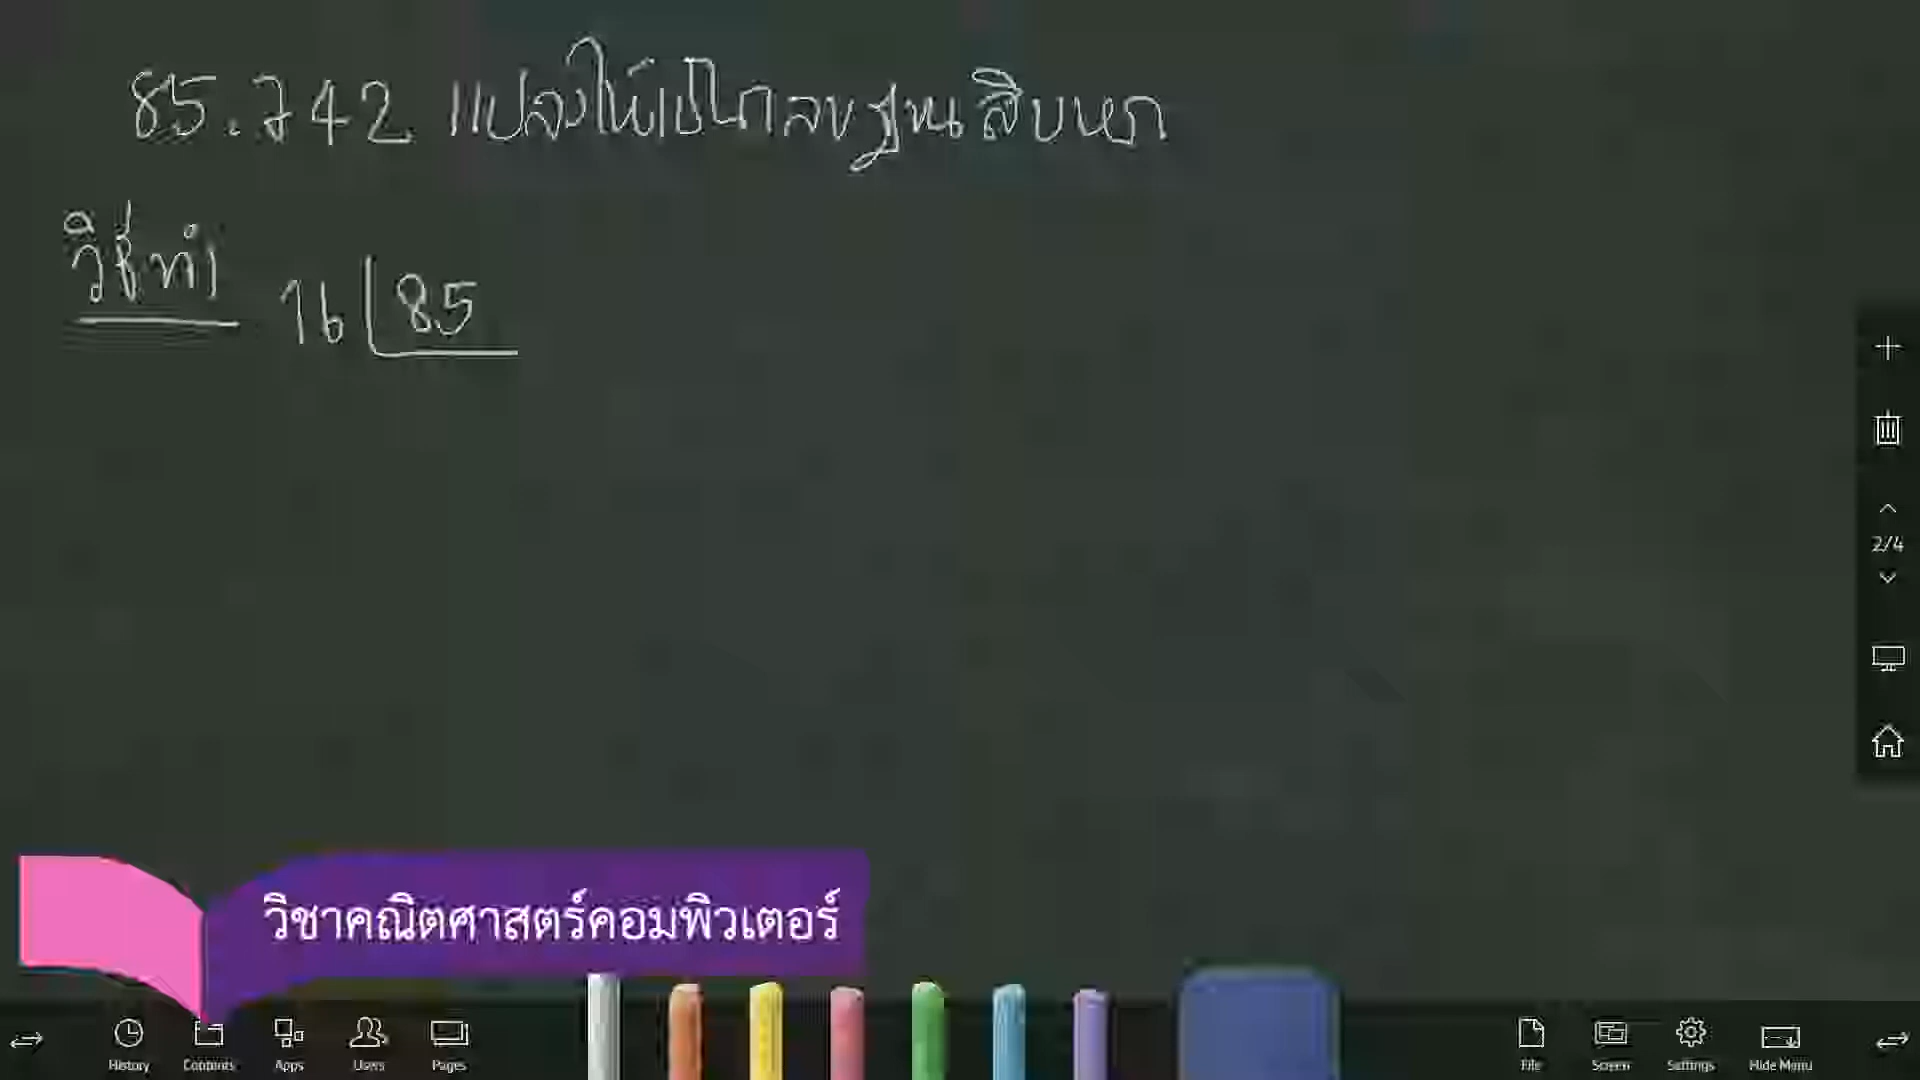 85.742 แปลงให้เป็นเลขฐานสิบหก
วิธีทำ 16 85
2/4
วิชาคณิตศาสตร์คอมพิวเตอร์
History Contents Apps Users Pages File Screen Settings Hide Menu